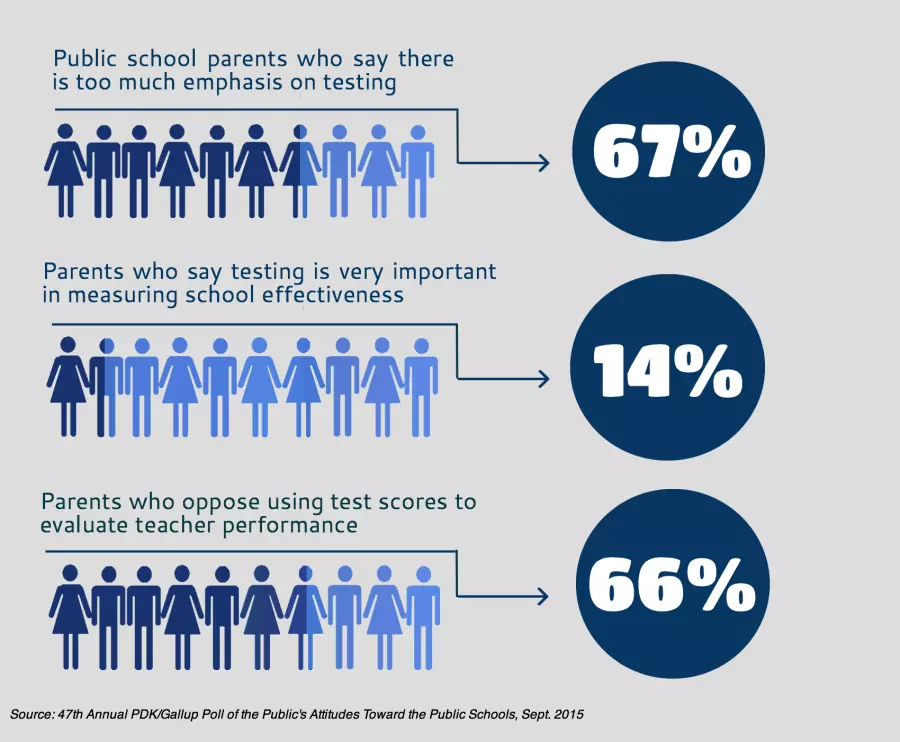 Public school parents who say there
is too much emphasis on testing
67%
Parents who say testing is very important
in measuring school effectiveness
14%
Parents who oppose using test scores to
evaluate teacher performance
66%
Source: 47th Annual PDK/Gallup Poll of the Public's Attitudes Toward the Public Schools, Sept. 2015